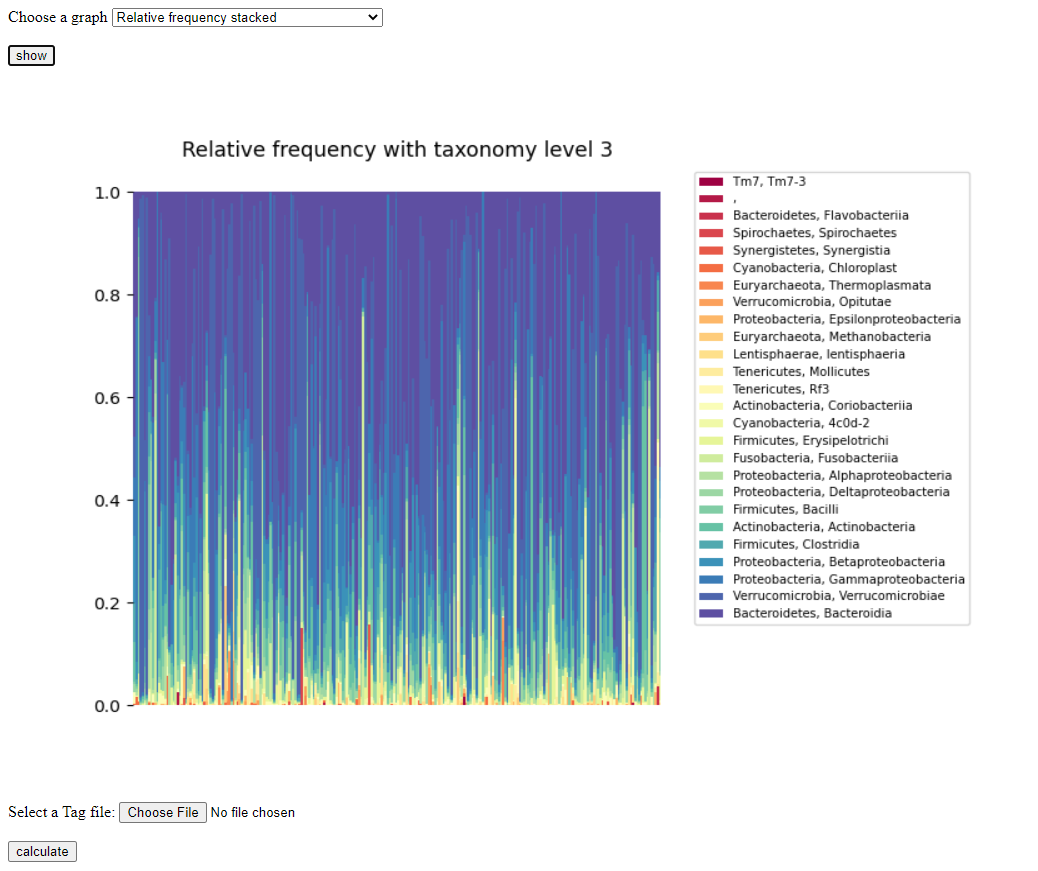 Choose a graph Relative frequency stacked
show
Relative frequency with taxonomy level 3
1.0
0.8
0.6
0.4
0.2
0.0
Tm7, Tm7-3
,
Bacteroidetes, Flavobacteriia
Spirochaetes, Spirochaetes
Synergistetes, Synergistia
Cyanobacteria, Chloroplast
Euryarchaeota, Thermoplasmata
Verrucomicrobia, Opitutae
Proteobacteria, Epsilonproteobacteria
Euryarchaeota, Methanobacteria
Lentisphaerae, lentisphaeria
Tenericutes, Mollicutes
Tenericutes, Rf3
Actinobacteria, Coriobacteriia
Cyanobacteria, 4c0d-2
Firmicutes, Erysipelotrichi
Fusobacteria, Fusobacteriia
Proteobacteria, Alphaproteobacteria
Proteobacteria, Deltaproteobacteria
Firmicutes, Bacilli
Actinobacteria, Actinobacteria
Firmicutes, Clostridia
Proteobacteria, Betaproteobacteria
Proteobacteria, Gammaproteobacteria
Verrucomicrobia, Verrucomicrobiae
Bacteroidetes, Bacteroidia
Select a Tag file: Choose File No file chosen
calculate